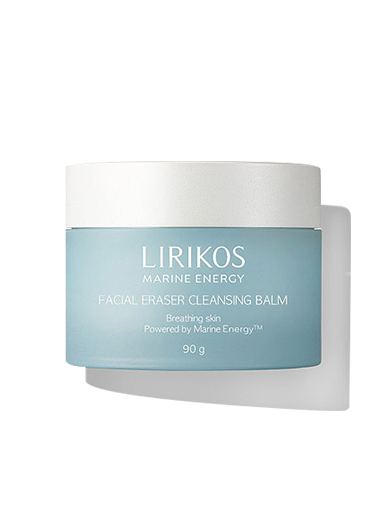 LIRIKOS
MARINE ENERGY
FACIAL ERASER CLEANSING BALM
Breathing skin
Powered by Marine Energy™
90 g